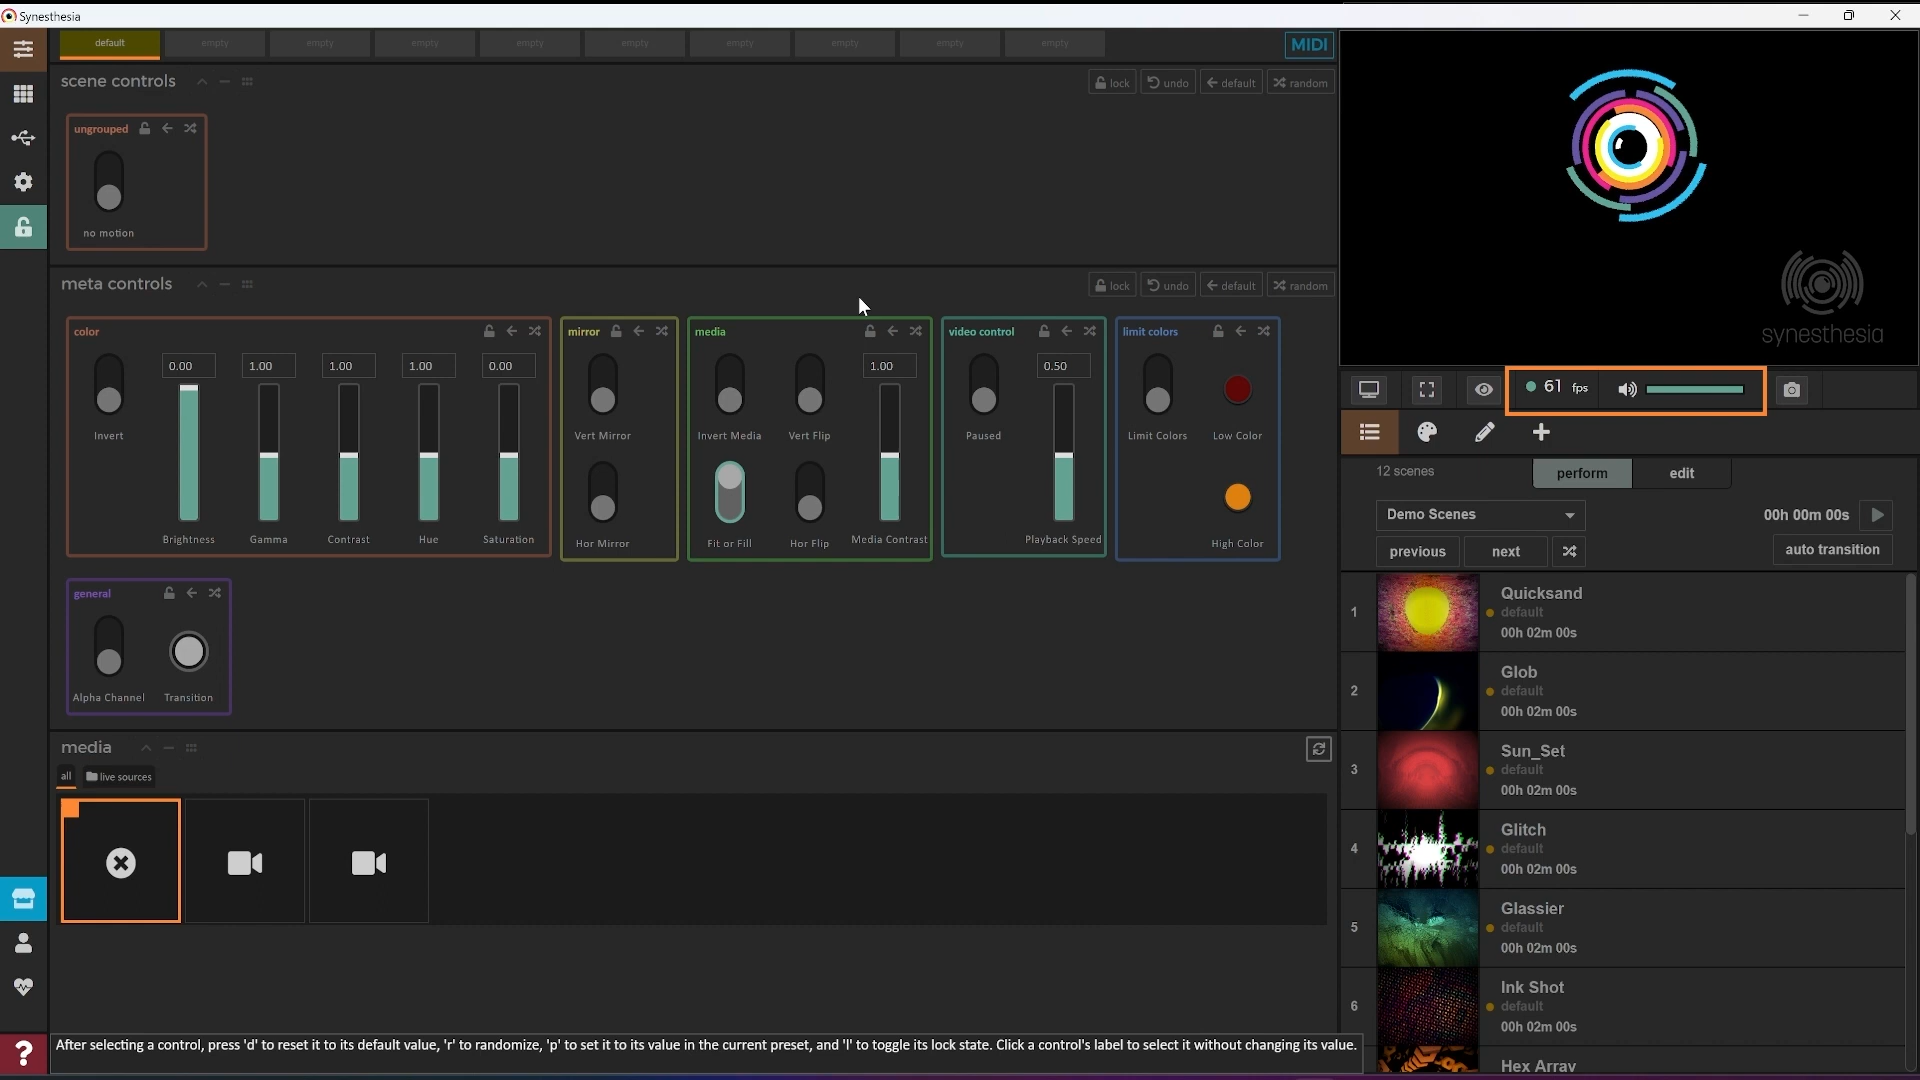 Synesthesia
default
empty
empty
empty
empty
empty
empty
empty
empty
empty
MIDI
scene controls
lock
undo
default
random
ungrouped
no motion
meta controls
lock
undo
default
random
color
0.00
1.00
1.00
1.00
0.00
Invert
Brightness
Gamma
Contrast
Hue
Saturation
mirror
Vert Mirror
Hor Mirror
media
1.00
Invert Media
Vert Flip
Fit or Fill
Hor Flip
Media Contrast
video control
0.50
Paused
Playback Speed
limit colors
Limit Colors
Low Color
High Color
general
Alpha Channel
Transition
media
all
live sources
After selecting a control, press 'd' to reset it to its default value, 'r' to randomize, 'p' to set it to its value in the current preset, and 'l' to toggle its lock state. Click a control's label to select it without changing its value.
synesthesia
61 fps
12 scenes
perform
edit
Demo Scenes
00h 00m 00s
previous
next
auto transition
1
Quicksand
default
00h 02m 00s
2
Glob
default
00h 02m 00s
3
Sun_Set
default
00h 02m 00s
4
Glitch
default
00h 02m 00s
5
Glassier
default
00h 02m 00s
6
Ink Shot
default
00h 02m 00s
Hex Array